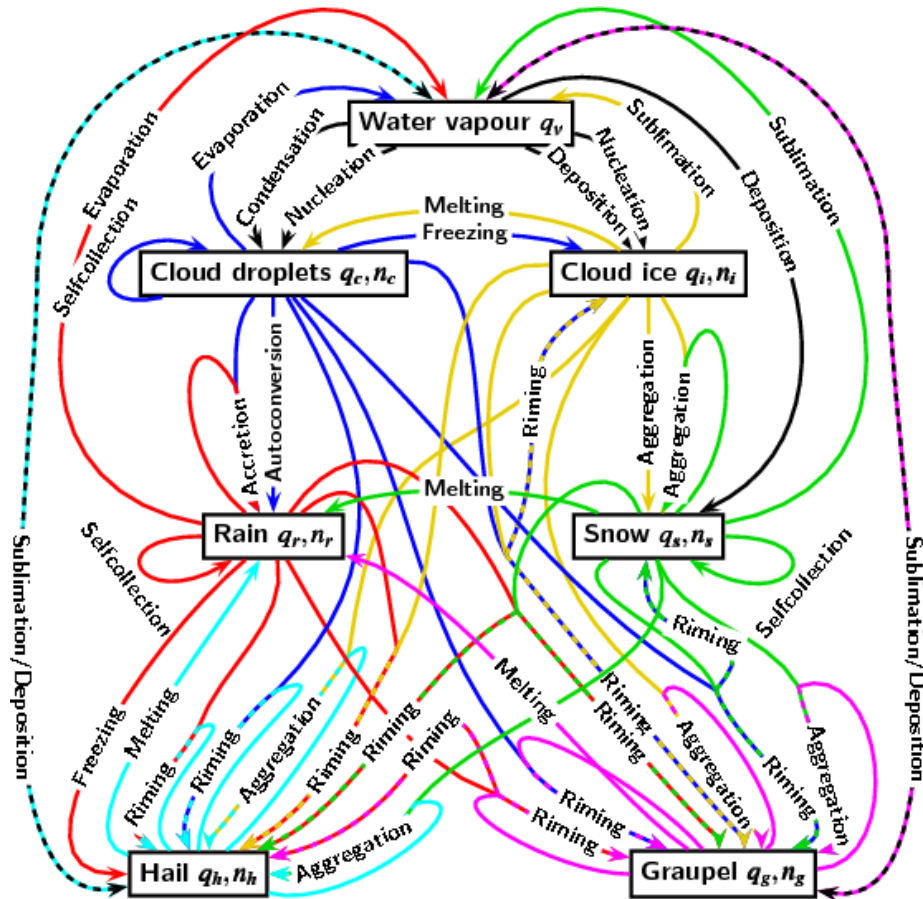 Water vapour qv
Evaporation
Condensation
Nucleation
Deposition
Nucleation
Sublimation
Deposition
Sublimation
Evaporation
Selfcollection
Melting
Freezing
Cloud droplets qc, nc
Cloud ice qi, ni
Accretion
Autoconversion
Riming
Aggregation
Aggregation
Melting
Rain qr, nr
Snow qs, ns
Selfcollection
Selfcollection
Riming
Sublimation/Deposition
Sublimation/Deposition
Freezing
Melting
Riming
Riming
Aggregation
Riming
Riming
Riming
Melting
Riming
Riming
Aggregation
Riming
Aggregation
Aggregation
Riming
Riming
Hail qh, nh
Graupel qg, ng